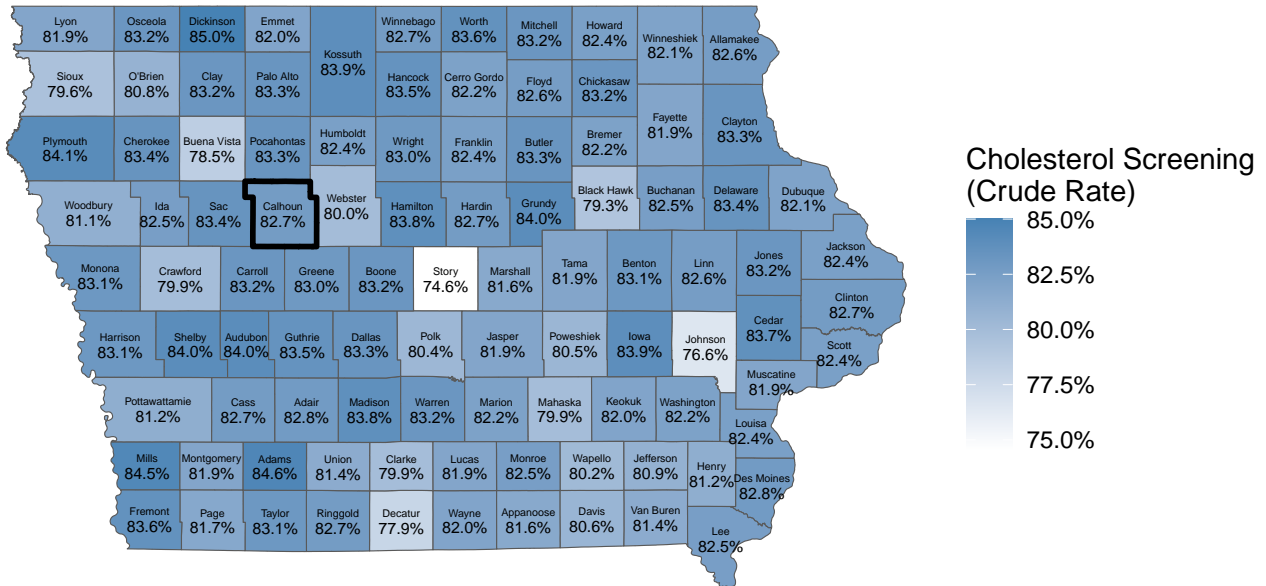 Lyon
81.9%
Osceola
83.2%
Dickinson
85.0%
Emmet
82.0%
Kossuth
83.9%
Winnebago
82.7%
Worth
83.6%
Mitchell
83.2%
Howard
82.4%
Winneshiek
82.1%
Allamakee
82.6%
Sioux
79.6%
O'Brien
80.8%
Clay
83.2%
Palo Alto
83.3%
Hancock
83.5%
Cerro Gordo
82.2%
Floyd
82.6%
Chickasaw
83.2%
Fayette
81.9%
Clayton
83.3%
Plymouth
84.1%
Cherokee
83.4%
Buena Vista
78.5%
Pocahontas
83.3%
Humboldt
82.4%
Wright
83.0%
Franklin
82.4%
Butler
83.3%
Bremer
82.2%
Woodbury
81.1%
Ida
82.5%
Sac
83.4%
Calhoun
82.7%
Webster
80.0%
Hamilton
83.8%
Hardin
82.7%
Grundy
84.0%
Black Hawk
79.3%
Buchanan
82.5%
Delaware
83.4%
Dubuque
82.1%
Monona
83.1%
Crawford
79.9%
Carroll
83.2%
Greene
83.0%
Boone
83.2%
Story
74.6%
Marshall
81.6%
Tama
81.9%
Benton
83.1%
Linn
82.6%
Jones
83.2%
Jackson
82.4%
Clinton
82.7%
Harrison
83.1%
Shelby
84.0%
Audubon
84.0%
Guthrie
83.5%
Dallas
83.3%
Polk
80.4%
Jasper
81.9%
Poweshiek
80.5%
Iowa
83.9%
Johnson
76.6%
Cedar
83.7%
Scott
82.4%
Muscatine
81.9%
Pottawattamie
81.2%
Cass
82.7%
Adair
82.8%
Madison
83.8%
Warren
83.2%
Marion
82.2%
Mahaska
79.9%
Keokuk
82.0%
Washington
82.2%
Louisa
82.4%
Mills
84.5%
Montgomery
81.9%
Adams
84.6%
Union
81.4%
Clarke
79.9%
Lucas
81.9%
Monroe
82.5%
Wapello
80.2%
Jefferson
80.9%
Henry
81.2%
Des Moines
82.8%
Fremont
83.6%
Page
81.7%
Taylor
83.1%
Ringgold
82.7%
Decatur
77.9%
Wayne
82.0%
Appanoose
81.6%
Davis
80.6%
Van Buren
81.4%
Lee
82.5%
Cholesterol Screening
(Crude Rate)
85.0%
82.5%
80.0%
77.5%
75.0%